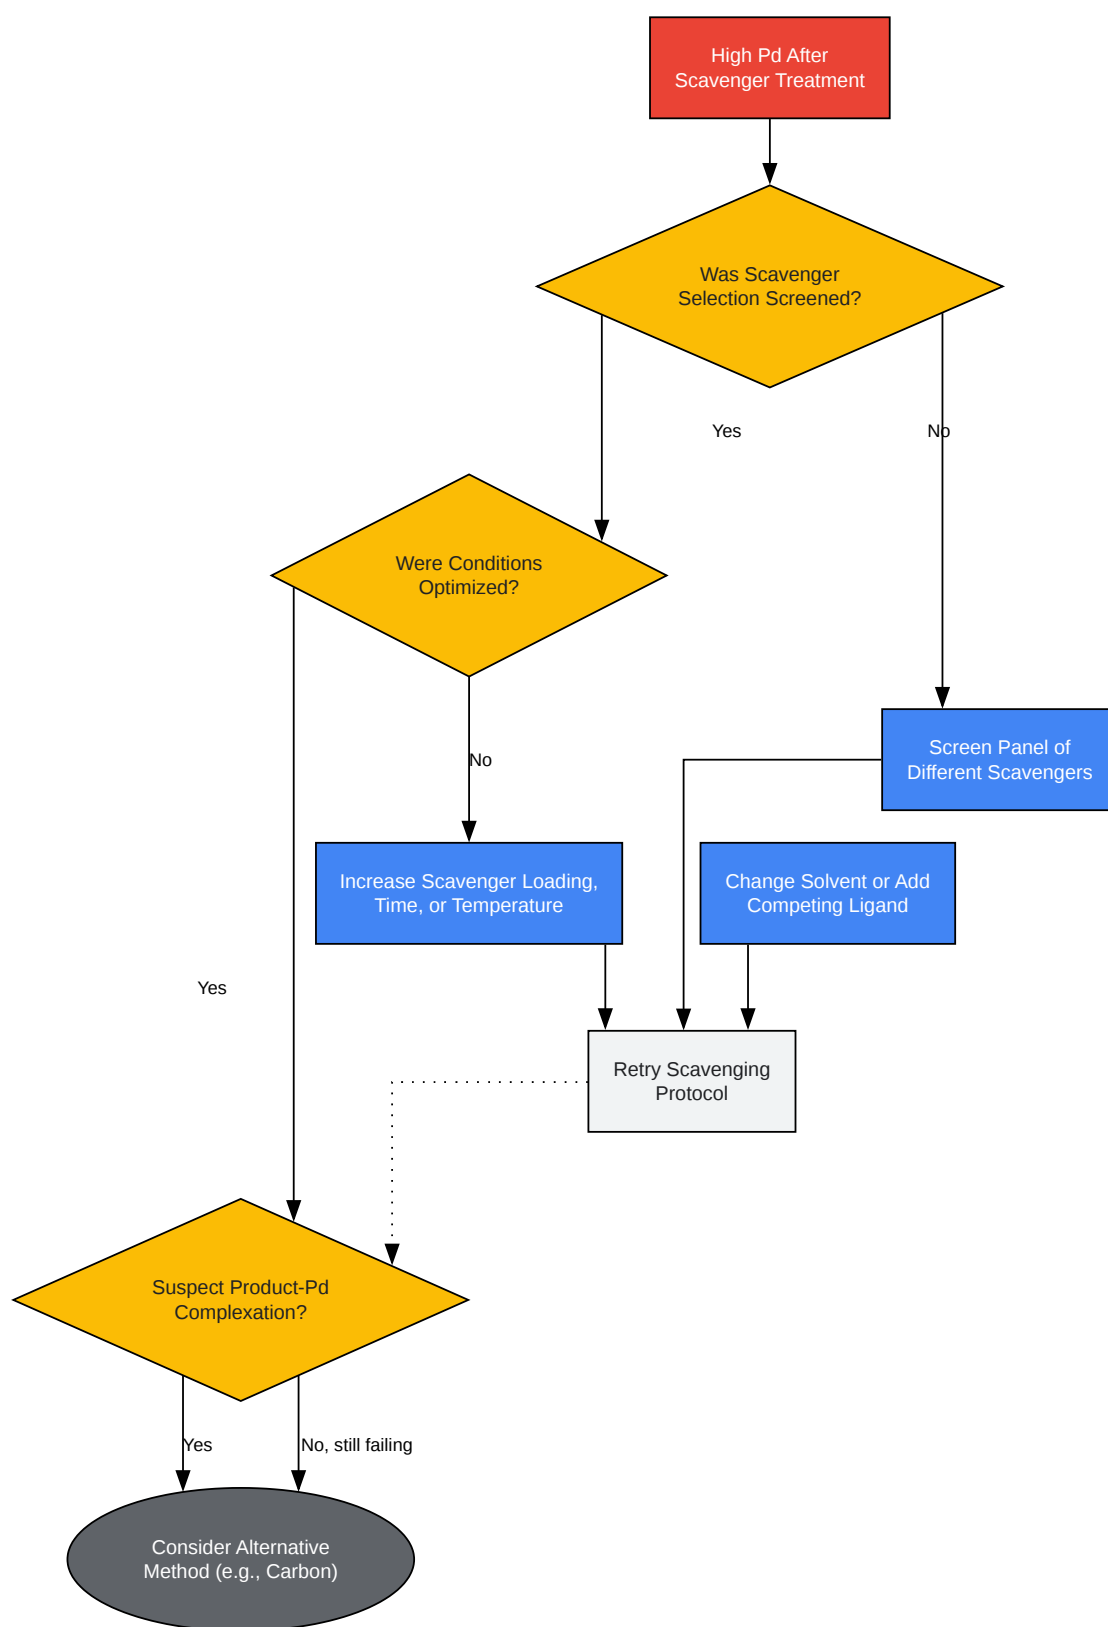 High Pd After
Scavenger Treatment
Was Scavenger
Selection Screened?
Yes
No
Were Conditions
Optimized?
No
Screen Panel of
Different Scavengers
Increase Scavenger Loading,
Time, or Temperature
Change Solvent or Add
Competing Ligand
Yes
Retry Scavenging
Protocol
Suspect Product-Pd
Complexation?
Yes
No, still failing
Consider Alternative
Method (e.g., Carbon)